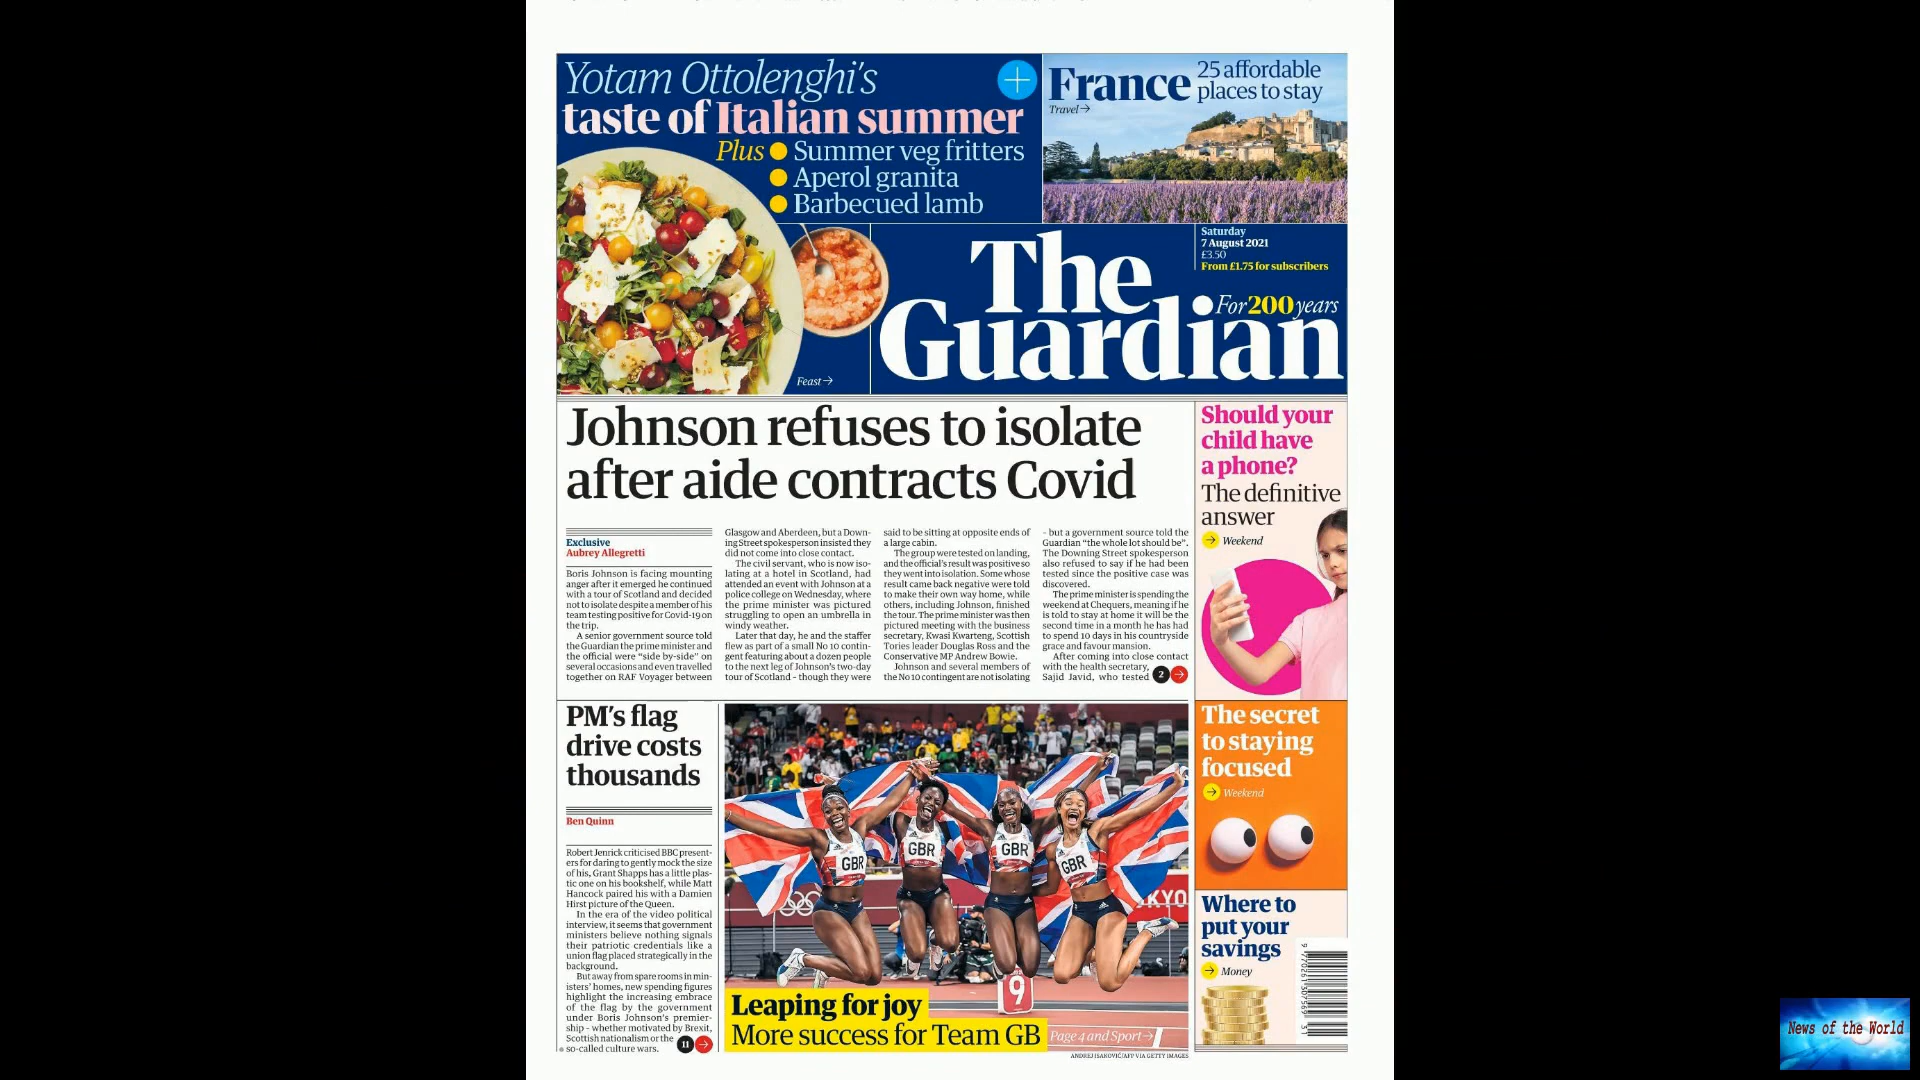 Yotam Ottolenghi's
taste of Italian summer
Plus • Summer veg fritters
• Aperol granita
• Barbecued lamb
Feast →
France
25 affordable
places to stay
Travel →
The
Guardian
Saturday
7 August 2021
£3.50
From £1.75 for subscribers
For 200 years
Johnson refuses to isolate
after aide contracts Covid
Exclusive
Aubrey Allegretti
Boris Johnson is facing mounting
anger after it emerged he continued
with a tour of Scotland and decided
not to isolate despite a member of his
team testing positive for Covid-19 on
the trip.
A senior government source told
the Guardian the prime minister and
the official were "side by-side" on
several occasions and even travelled
together on RAF Voyager between
Glasgow and Aberdeen, but a Down-
ing Street spokesperson insisted they
did not come into close contact.
The civil servant, who is now iso-
lating at a hotel in Scotland, had
attended an event with Johnson at a
police college on Wednesday, where
the prime minister was pictured
struggling to open an umbrella in
windy weather.
Later that day, he and the staffer
flew as part of a small No 10 contin-
gent featuring about a dozen people
to the next leg of Johnson's two-day
tour of Scotland – though they were
said to be sitting at opposite ends of
a large cabin.
The group were tested on landing,
and the official's result was positive so
they went into isolation. Some whose
result came back negative were told
to make their own way home, while
others, including Johnson, finished
the tour. The prime minister was then
pictured meeting with the business
secretary, Kwasi Kwarteng, Scottish
Tories leader Douglas Ross and the
Conservative MP Andrew Bowie.
Johnson and several members of
the No 10 contingent are not isolating
– but a government source told the
Guardian "the whole lot should be".
The Downing Street spokesperson
also refused to say if he had been
tested since the positive case was
discovered.
The prime minister is spending the
weekend at Chequers, meaning if he
is told to stay at home it will be the
second time in a month he has had
to spend 10 days in his countryside
grace and favour mansion.
After coming into close contact
with the health secretary,
Sajid Javid, who tested 2 →
Should your
child have
a phone?
The definitive
answer
→ Weekend
PM's flag
drive costs
thousands
Ben Quinn
Robert Jenrick criticised BBC present-
ers for daring to gently mock the size
of his, Grant Shapps has a little plas-
tic one on his bookshelf, while Matt
Hancock paired his with a Damien
Hirst picture of the Queen.
In the era of the video political
interview, it seems that government
ministers believe nothing signals
their patriotic credentials like a
union flag placed strategically in the
background.
But away from spare rooms in min-
isters' homes, new spending figures
highlight the increasing embrace
of the flag by the government
under Boris Johnson's premier-
ship – whether motivated by Brexit,
Scottish nationalism or the
so-called culture wars. 11 →
GBR
GBR
GBR
GBR
KYO
9
Leaping for joy
More success for Team GB
Page 4 and Sport →
ANDREJ ISAKOVIĆ/AFP VIA GETTY IMAGES
The secret
to staying
focused
→ Weekend
Where to
put your
savings
→ Money
News of the World